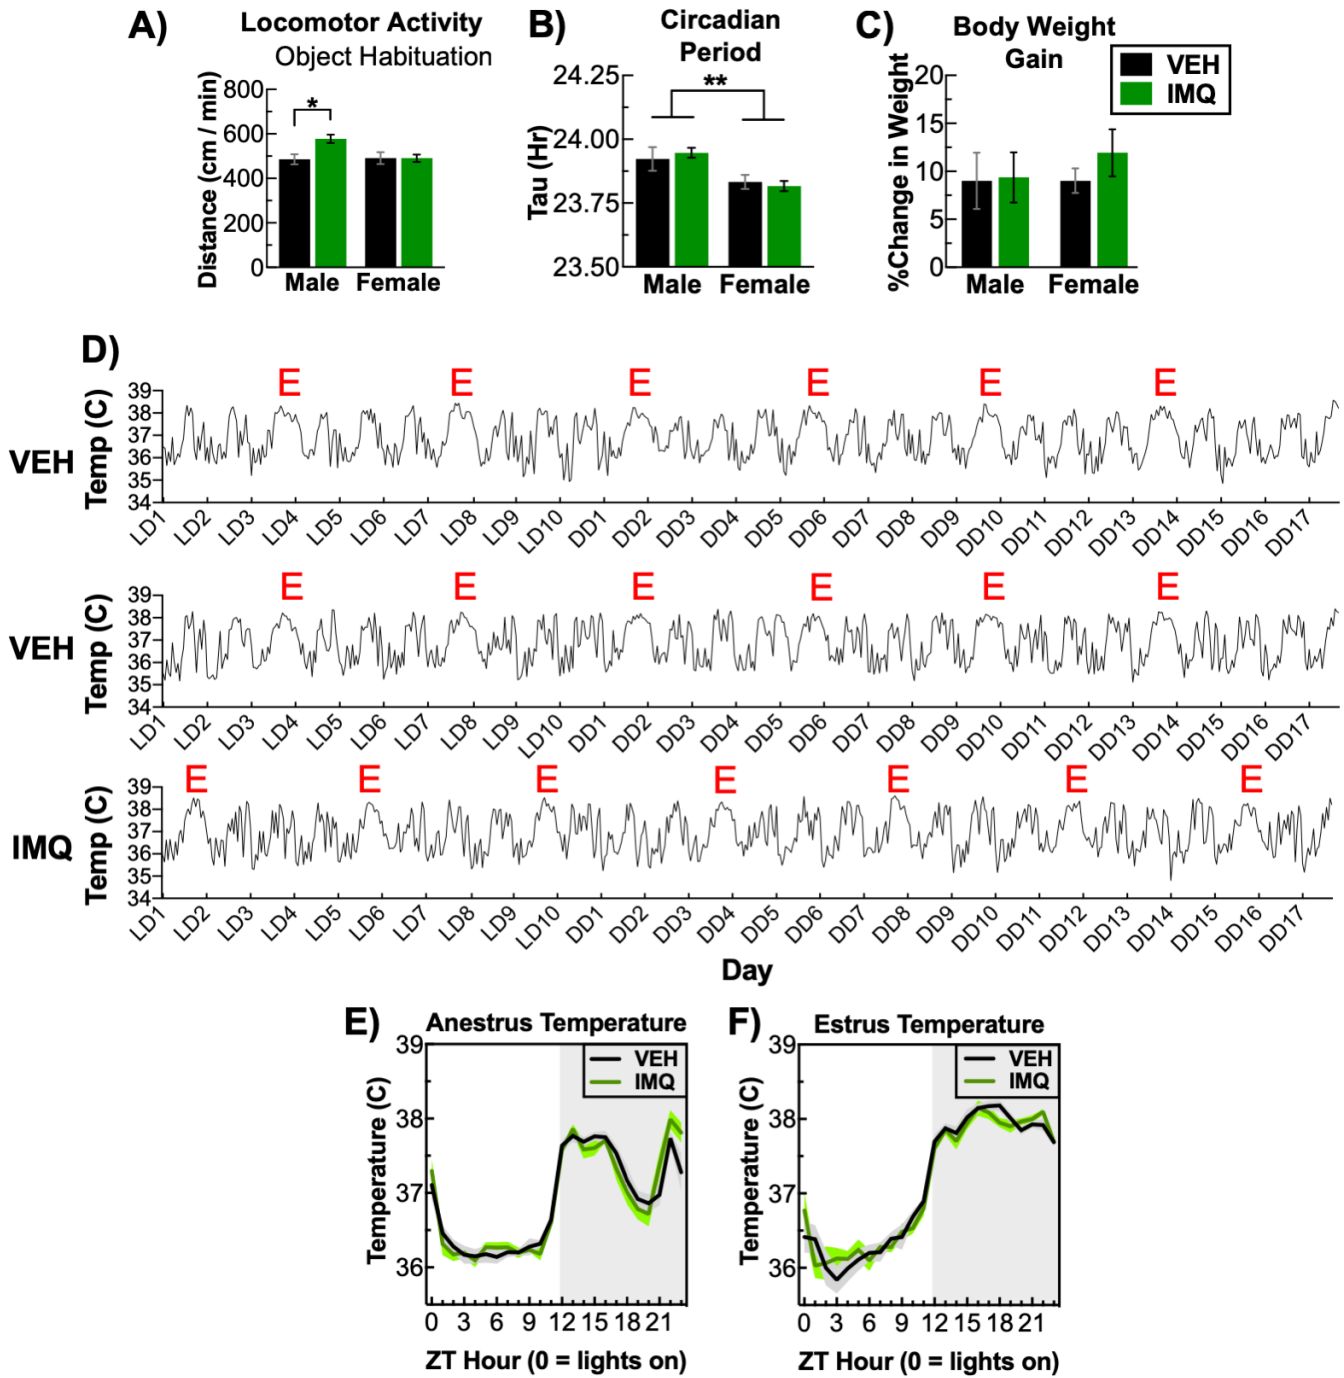 A)
Locomotor Activity
Object Habituation
Distance (cm / min)
800
600
400
200
0
*
Male Female
B)
Circadian
Period
Tau (Hr)
24.25
24.00
23.75
23.50
**
Male Female
C)
Body Weight
Gain
%Change in Weight
20
15
10
5
0
Male Female
VEH
IMQ
D)
VEH
Temp (C)
39
38
37
36
35
34
E E E E E E
LD1 LD2 LD3 LD4 LD5 LD6 LD7 LD8 LD9 LD10 DD1 DD2 DD3 DD4 DD5 DD6 DD7 DD8 DD9 DD10 DD11 DD12 DD13 DD14 DD15 DD16 DD17
VEH
Temp (C)
39
38
37
36
35
34
E E E E E E
LD1 LD2 LD3 LD4 LD5 LD6 LD7 LD8 LD9 LD10 DD1 DD2 DD3 DD4 DD5 DD6 DD7 DD8 DD9 DD10 DD11 DD12 DD13 DD14 DD15 DD16 DD17
IMQ
Temp (C)
39
38
37
36
35
34
E E E E E E E
LD1 LD2 LD3 LD4 LD5 LD6 LD7 LD8 LD9 LD10 DD1 DD2 DD3 DD4 DD5 DD6 DD7 DD8 DD9 DD10 DD11 DD12 DD13 DD14 DD15 DD16 DD17
Day
E)
Anestrus Temperature
Temperature (C)
39
38
37
36
VEH
IMQ
0 3 6 9 12 15 18 21
ZT Hour (0 = lights on)
F)
Estrus Temperature
Temperature (C)
39
38
37
36
VEH
IMQ
0 3 6 9 12 15 18 21
ZT Hour (0 = lights on)